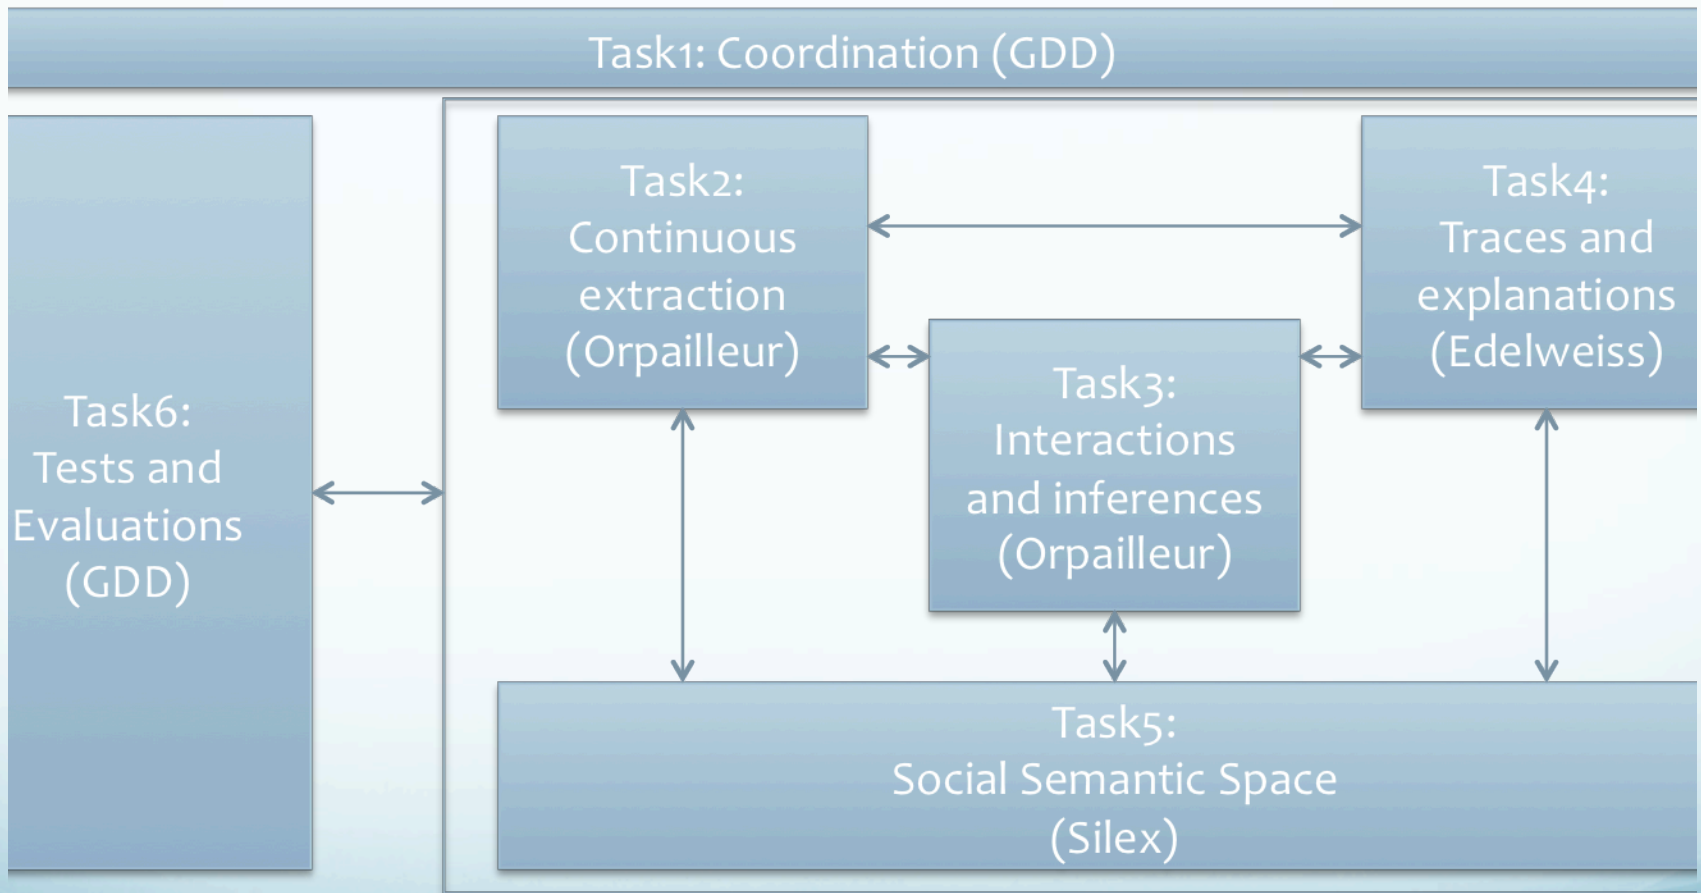 Task1: Coordination (GDD)
Task2:
Continuous
extraction
(Orpailleur)
Task4:
Traces and
explanations
(Edelweiss)
Task3:
Interactions
and inferences
(Orpailleur)
Task6:
Tests and
Evaluations
(GDD)
Task5:
Social Semantic Space
(Silex)